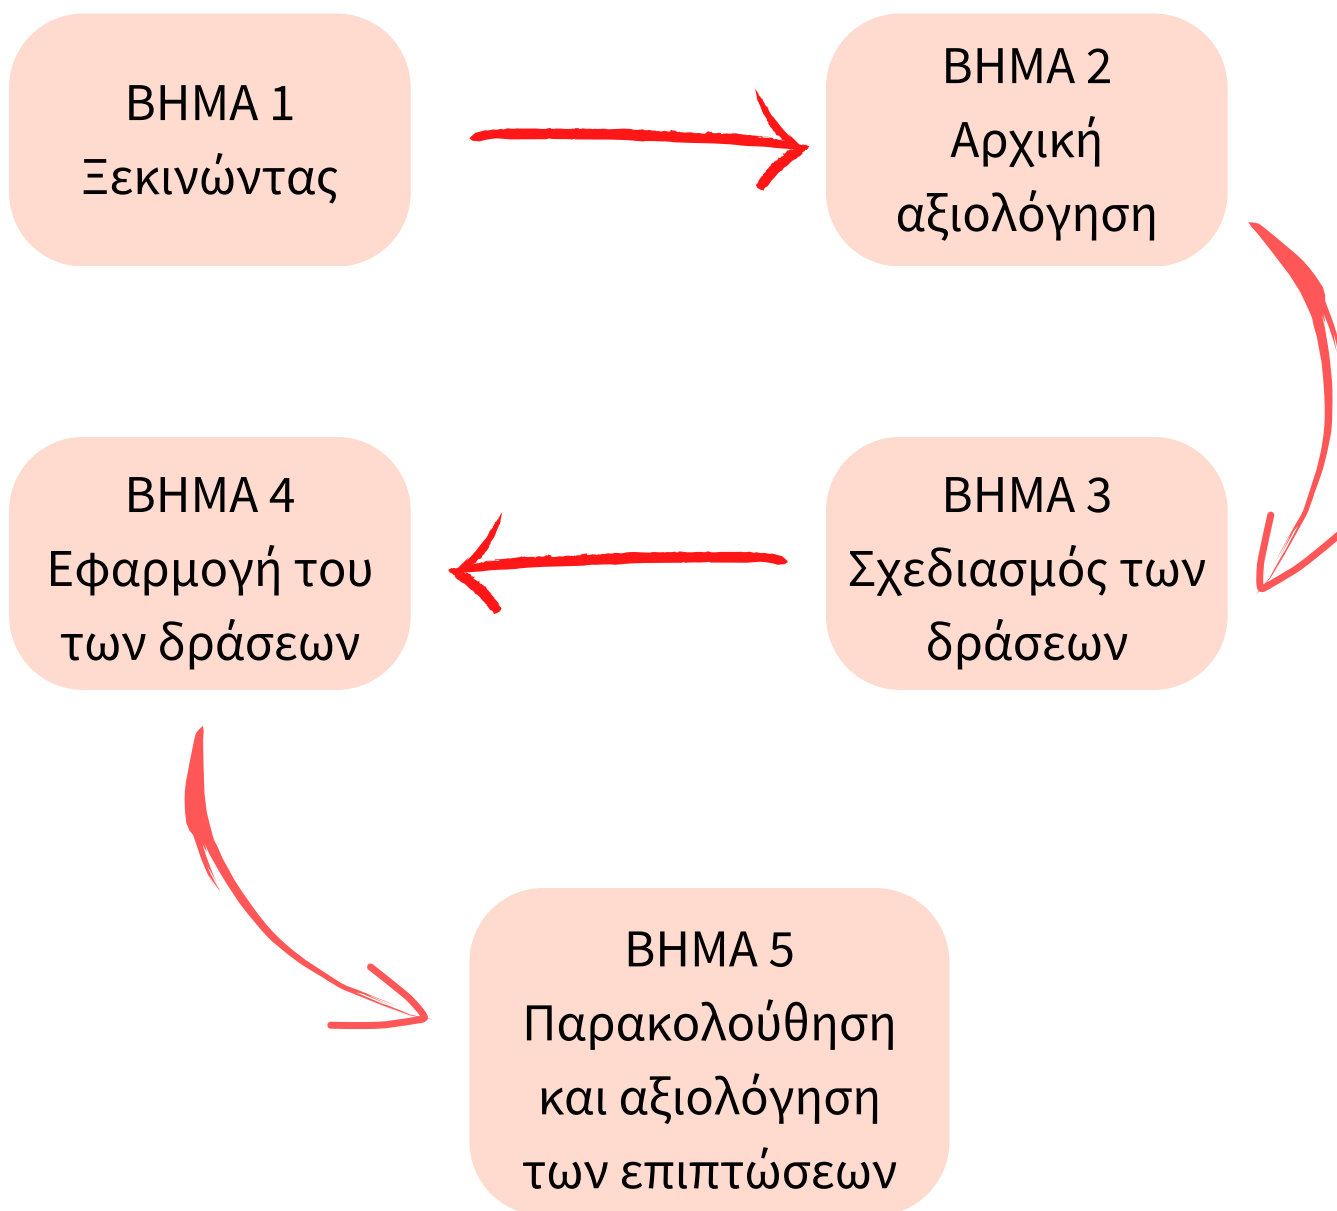 ΒΗΜΑ 1
Ξεκινώντας
ΒΗΜΑ 2
Αρχική
αξιολόγηση
ΒΗΜΑ 3
Σχεδιασμός των
δράσεων
ΒΗΜΑ 4
Εφαρμογή του
των δράσεων
ΒΗΜΑ 5
Παρακολούθηση
και αξιολόγηση
των επιπτώσεων